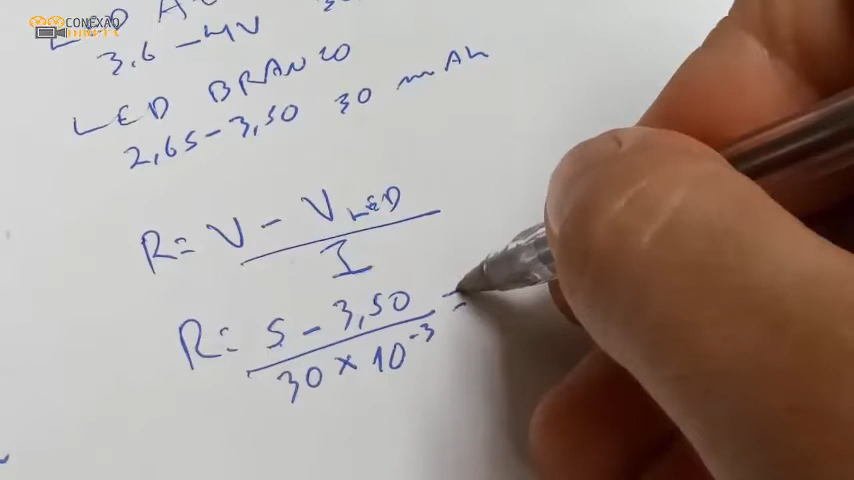 CONEXÃO
LED
3.6 - 4V
LED BRANCO
2,65 - 3,50 30 mAh
R = V - VLED
I
R = 5 - 3,50 =
30 × 10-3